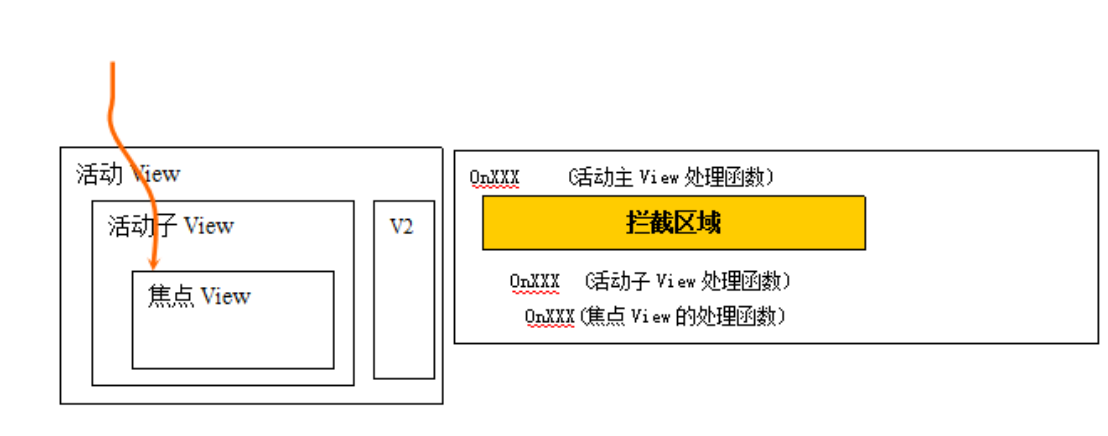 活动 View
活动子 View
V2
焦点 View
OnXXX (活动主 View 处理函数)
拦截区域
OnXXX (活动子 View 处理函数)
OnXXX (焦点 View 的处理函数)